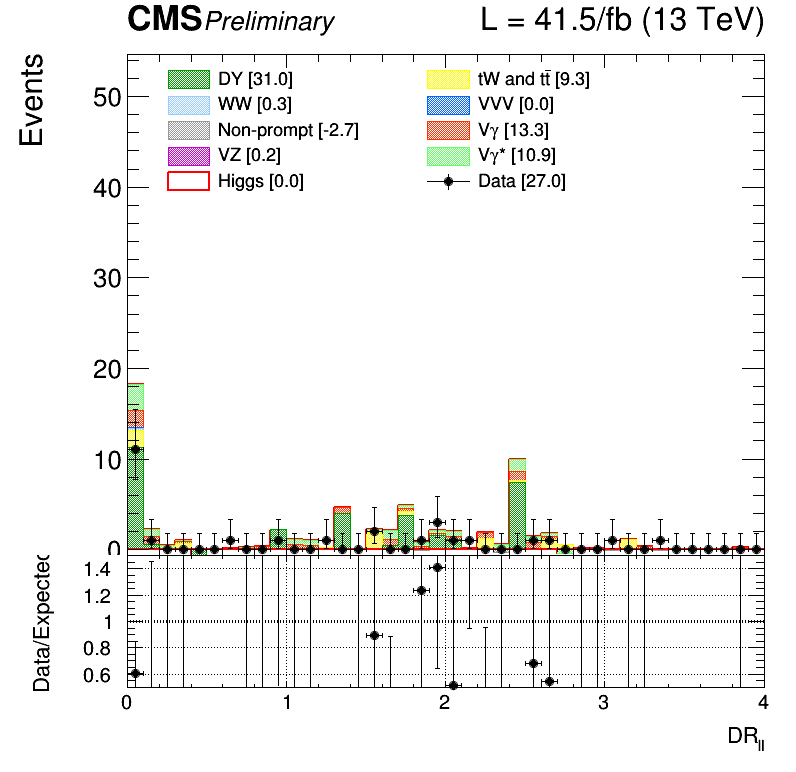 CMS Preliminary L = 41.5/fb (13 TeV)
Events
50
40
30
20
10
0
DY [31.0]
WW [0.3]
Non-prompt [-2.7]
VZ [0.2]
Higgs [0.0]
tW and tt̄ [9.3]
VVV [0.0]
Vγ [13.3]
Vγ* [10.9]
Data [27.0]
Data/Expected
1.4
1.2
1
0.8
0.6
0 1 2 3 4
DRll